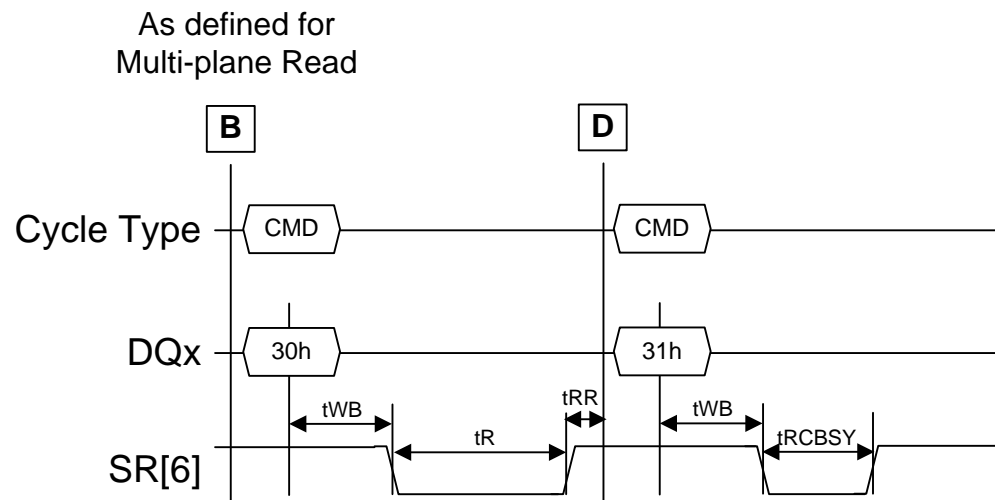 As defined for
Multi-plane Read
B
D
Cycle Type
CMD
CMD
DQx
30h
31h
tWB
tR
tRR
tWB
tRCBSY
SR[6]